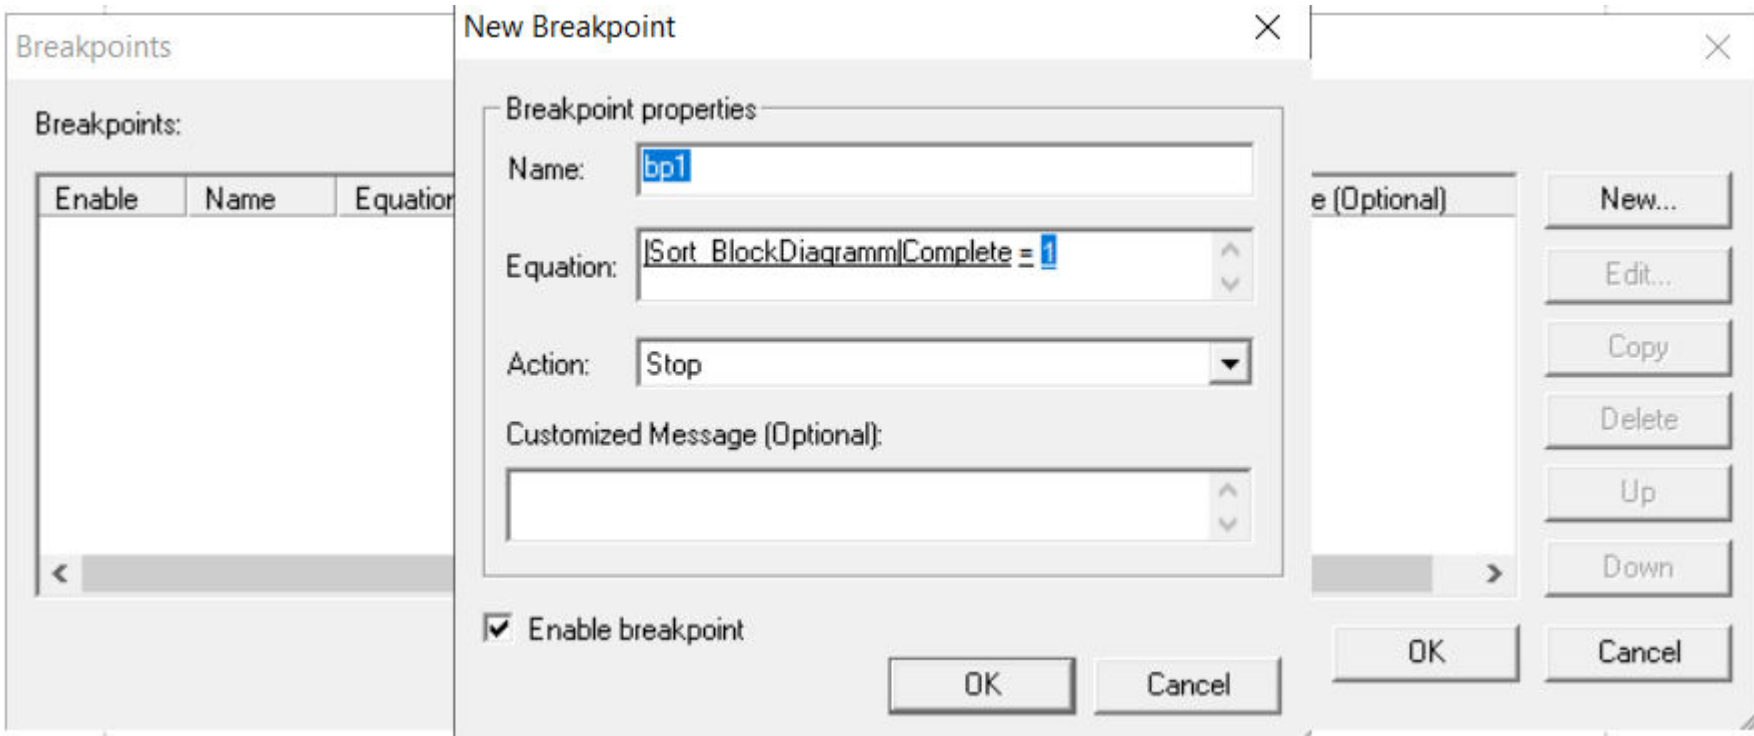 New Breakpoint
Breakpoints
Breakpoint properties
Breakpoints:
Name: bp1
Enable Name Equation
e (Optional) New...
Equation: |Sort_BlockDiagramm|Complete = 1
Edit...
Action: Stop
Copy
Delete
Customized Message (Optional):
Up
Down
Enable breakpoint
OK Cancel
OK Cancel